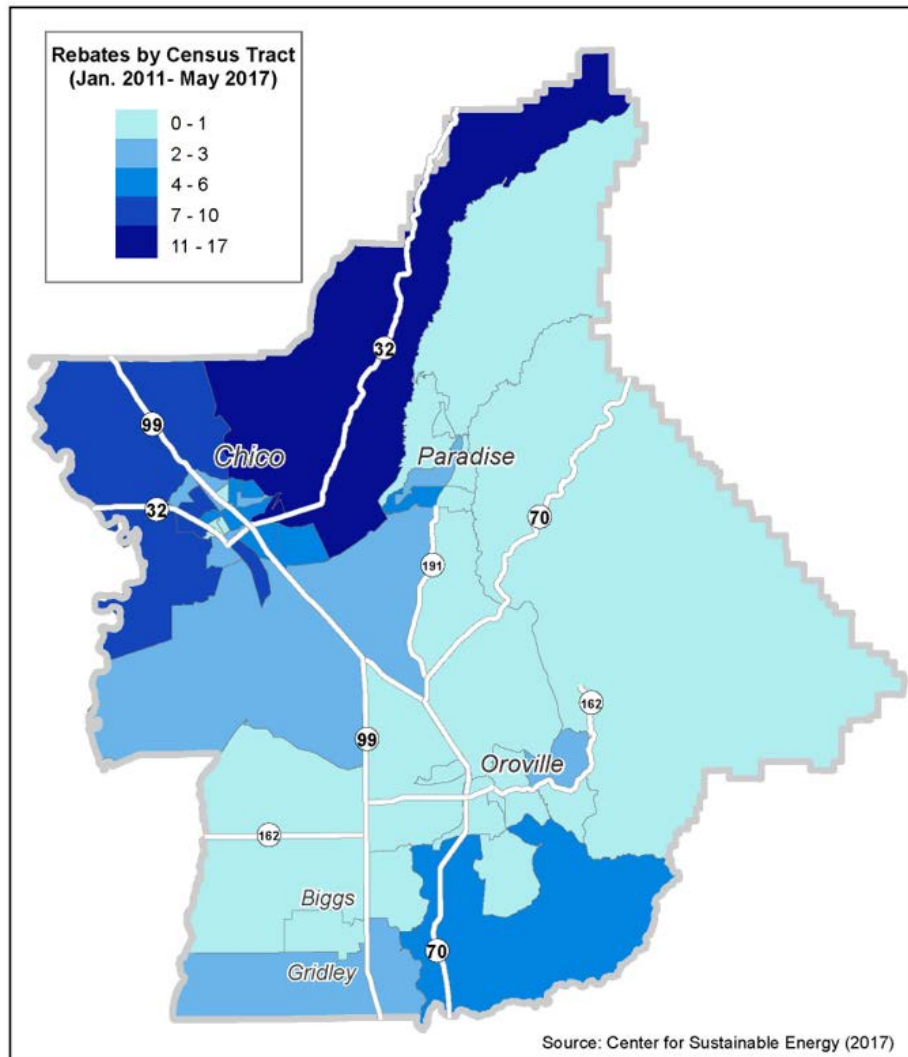 Rebates by Census Tract
(Jan. 2011- May 2017)
0 - 1
2 - 3
4 - 6
7 - 10
11 - 17
32
99
Chico
Paradise
32
70
191
162
99
Oroville
162
Biggs
70
Gridley
Source: Center for Sustainable Energy (2017)